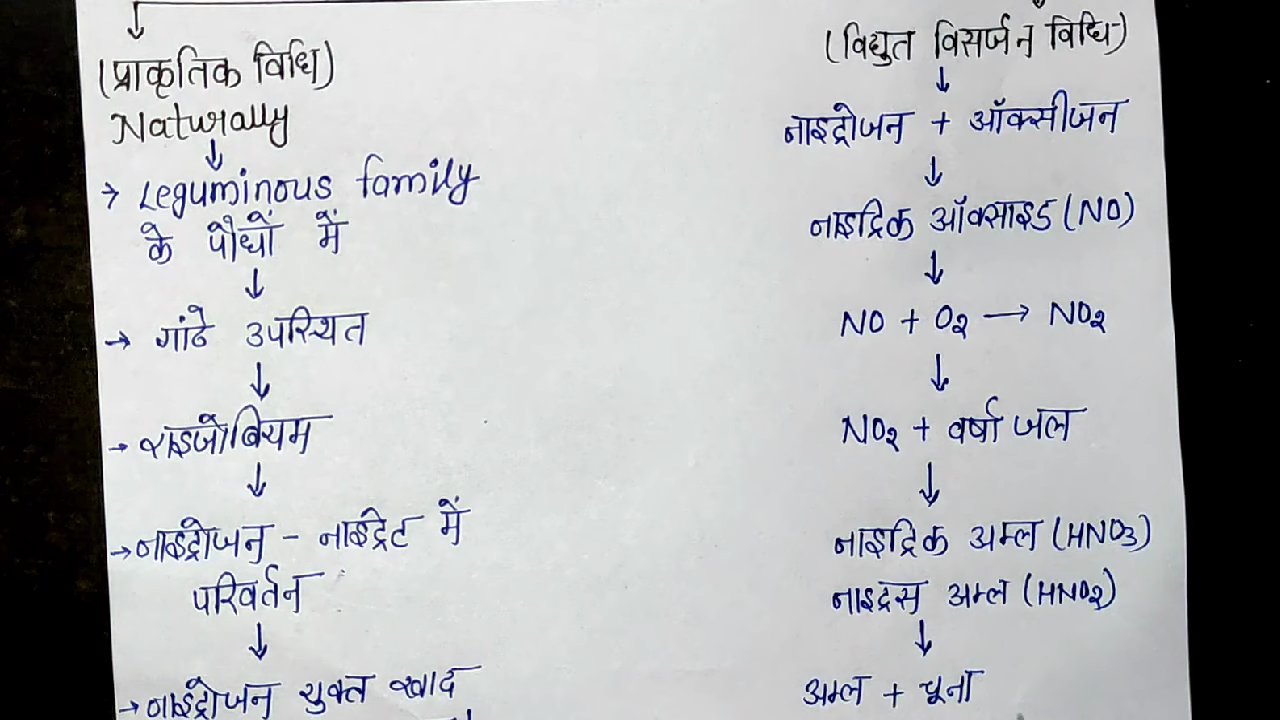 (प्राकृतिक विधि)
Naturally
→ Leguminous family
के पौधों में
→ गांठे उपस्थित
→ राइजोबियम
→ नाइट्रोजन - नाइट्रेट में
परिवर्तन
→ नाइट्रोजन युक्त खाद
(विद्युत विसर्जन विधि)
नाइट्रोजन + ऑक्सीजन
नाइट्रिक ऑक्साइड (NO)
NO + O₂ → NO₂
NO₂ + वर्षा जल
नाइट्रिक अम्ल (HNO3)
नाइट्रस अम्ल (HNO₂)
अम्ल + चूना